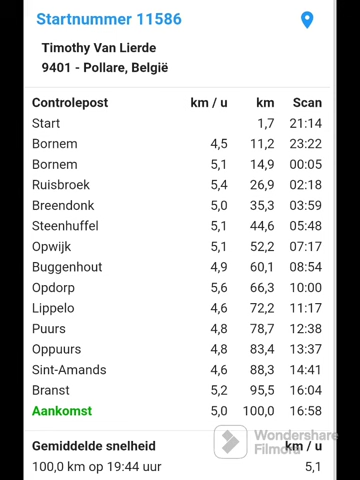 Startnummer 11586
Timothy Van Lierde
9401 - Pollare, België
Controlepost km / u km Scan
Start 1,7 21:14
Bornem 4,5 11,2 23:22
Bornem 5,1 14,9 00:05
Ruisbroek 5,4 26,9 02:18
Breendonk 5,0 35,3 03:59
Steenhuffel 5,1 44,6 05:48
Opwijk 5,1 52,2 07:17
Buggenhout 4,9 60,1 08:54
Opdorp 5,6 66,3 10:00
Lippelo 4,6 72,2 11:17
Puurs 4,8 78,7 12:38
Oppuurs 4,8 83,4 13:37
Sint-Amands 4,6 88,3 14:41
Branst 5,2 95,5 16:04
Aankomst 5,0 100,0 16:58
Wondershare
Filmora
Gemiddelde snelheid km / u
100,0 km op 19:44 uur 5,1